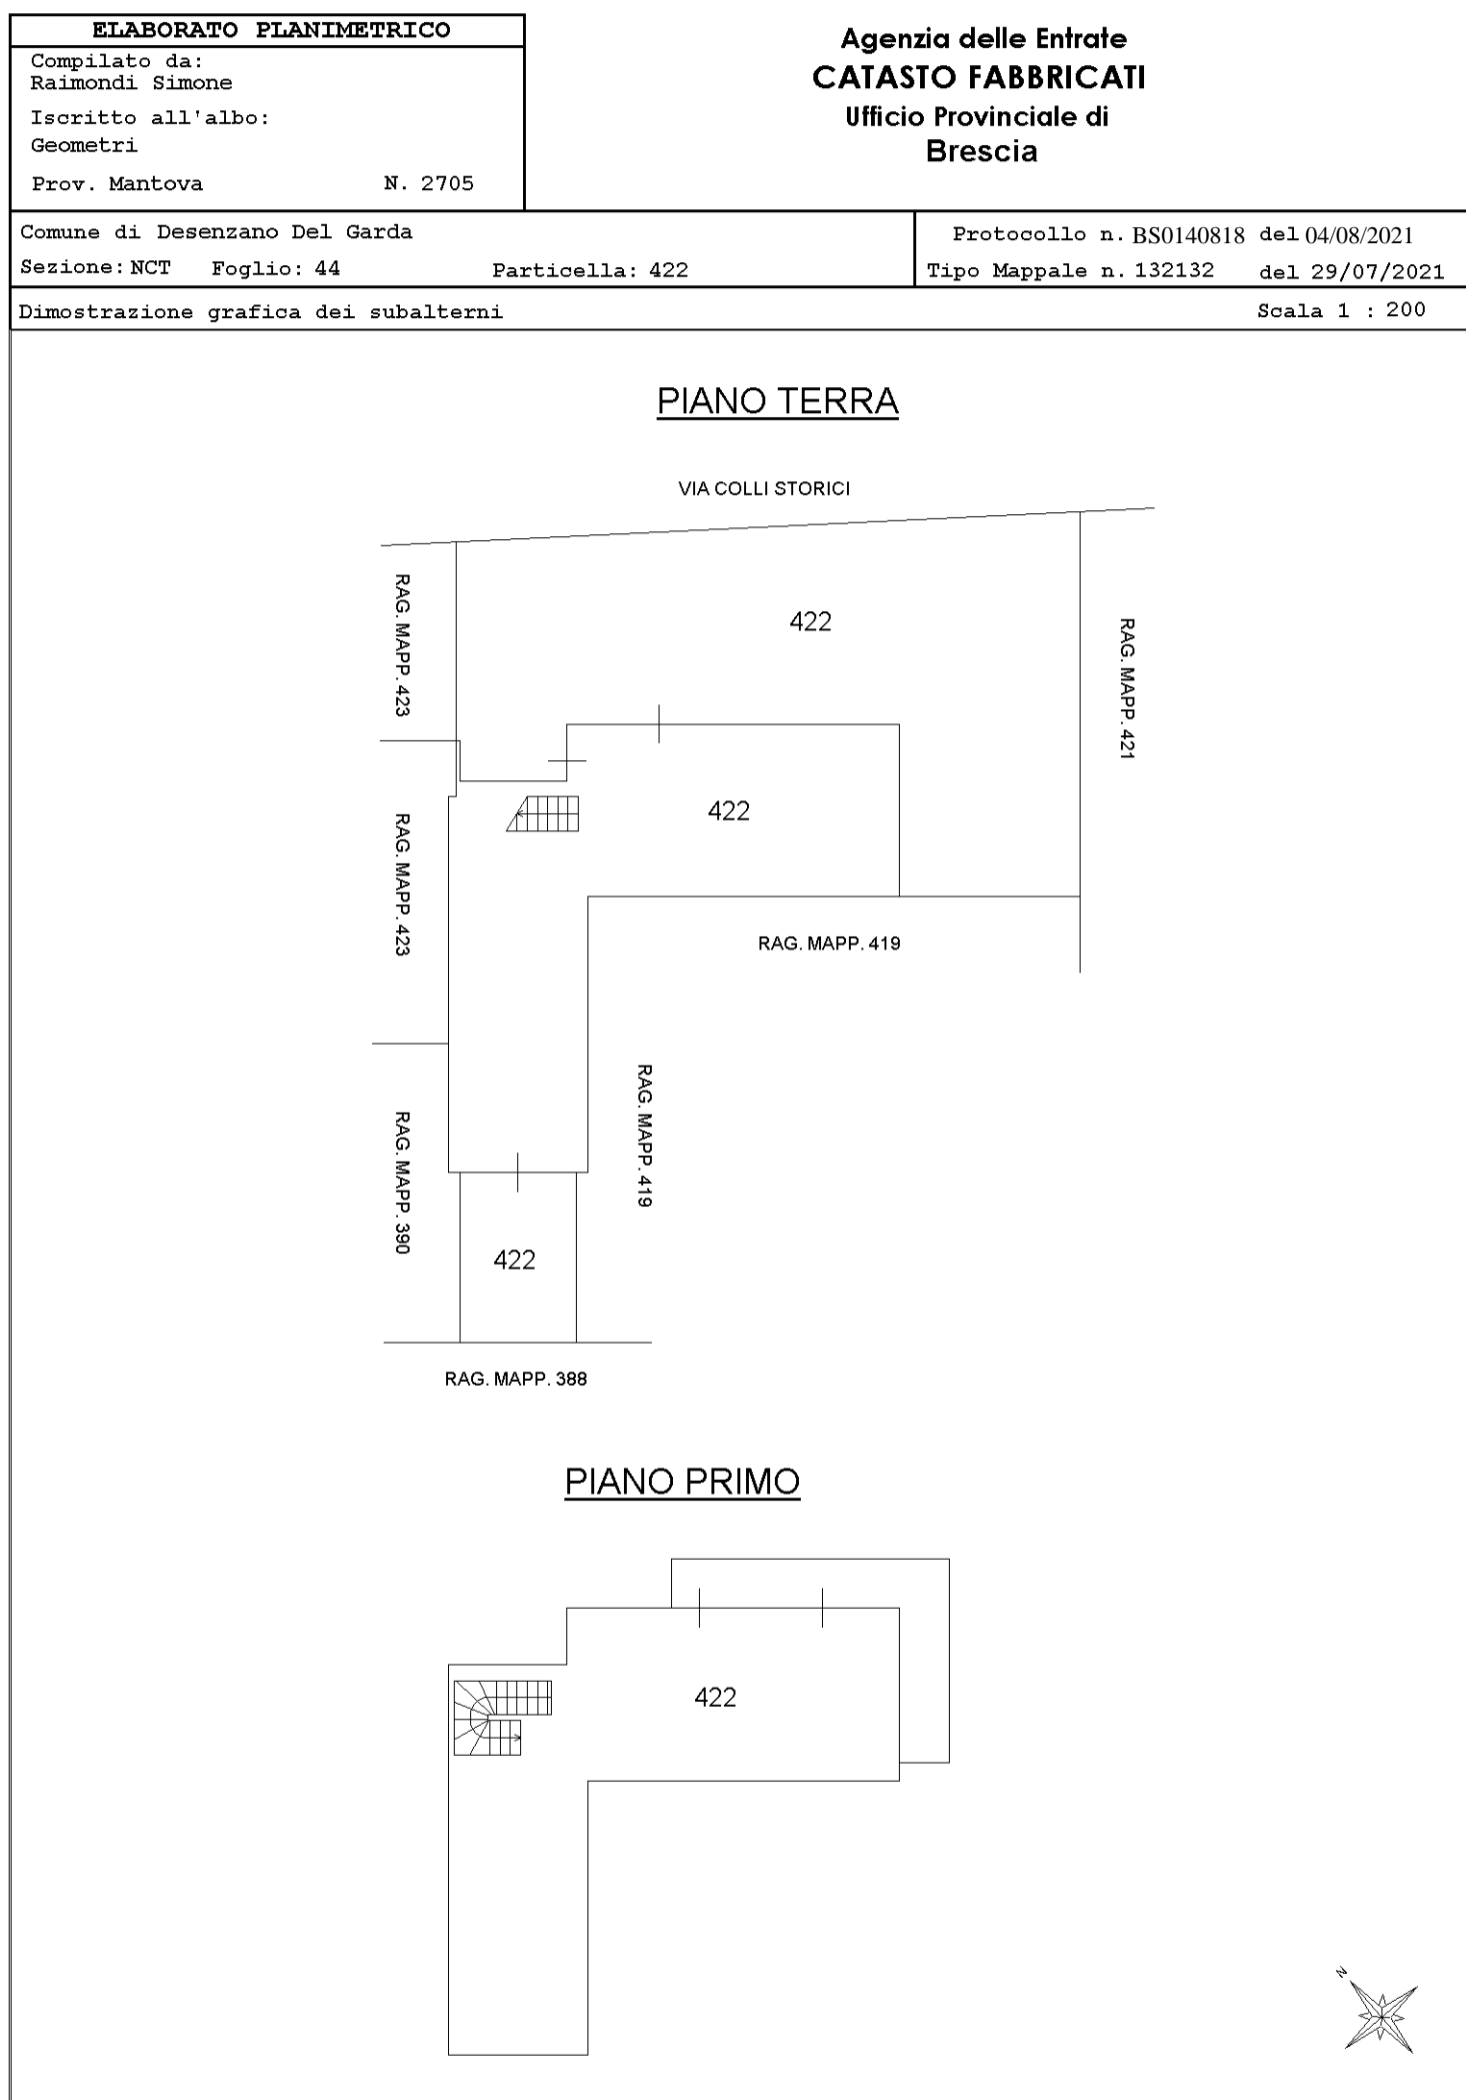 ELABORATO PLANIMETRICO
Compilato da:
Raimondi Simone
Iscritto all'albo:
Geometri
Prov. Mantova N. 2705
Agenzia delle Entrate
CATASTO FABBRICATI
Ufficio Provinciale di
Brescia
Comune di Desenzano Del Garda
Sezione: NCT Foglio: 44 Particella: 422
Protocollo n. BS0140818 del 04/08/2021
Tipo Mappale n. 132132 del 29/07/2021
Dimostrazione grafica dei subalterni Scala 1 : 200
PIANO TERRA
VIA COLLI STORICI
RAG. MAPP. 423
422
RAG. MAPP. 421
422
RAG. MAPP. 423
RAG. MAPP. 419
RAG. MAPP. 419
RAG. MAPP. 390
422
RAG. MAPP. 388
PIANO PRIMO
422
N